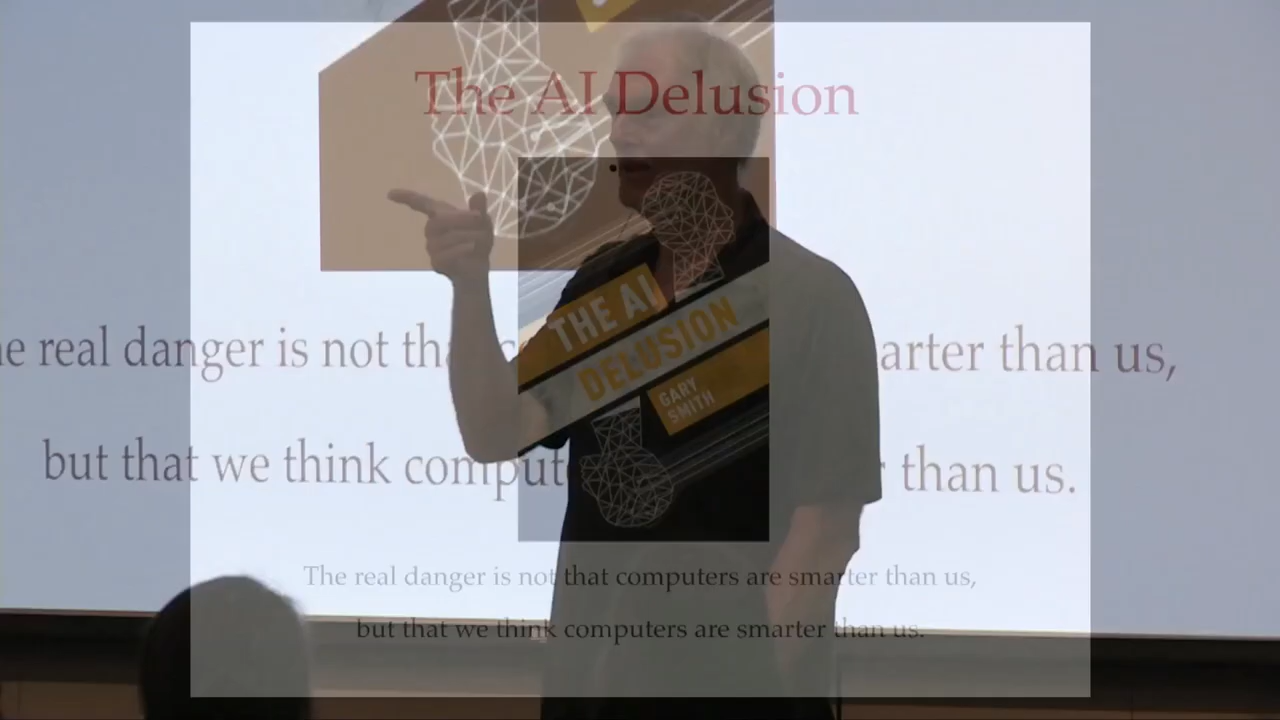 The AI Delusion
THE AI
DELUSION
GARY
SMITH
e real danger is not tha
arter than us,
but that we think comput
than us.
The real danger is not that computers are smarter than us,
but that we think computers are smarter than us.